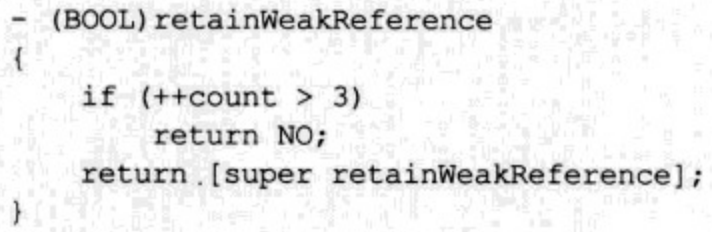 - (BOOL)retainWeakReference
{
    if (++count > 3)
        return NO;
    return [super retainWeakReference];
}